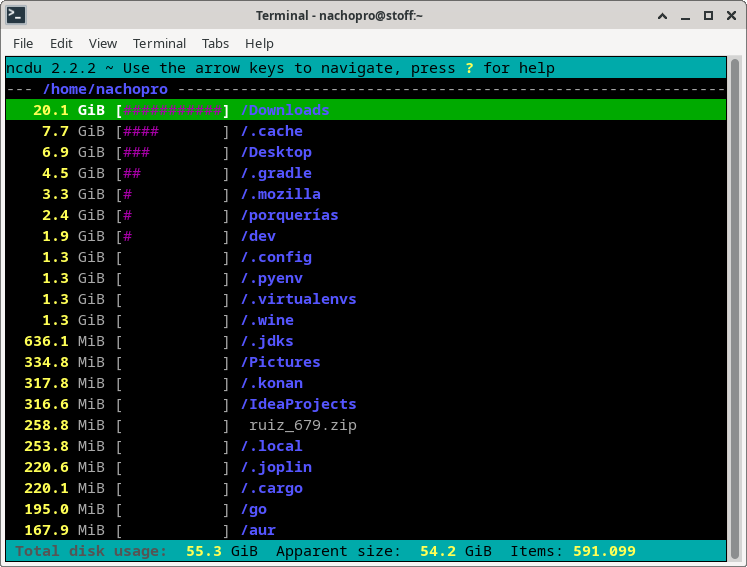 Terminal - nachopro@stoff:~
File Edit View Terminal Tabs Help
ncdu 2.2.2 ~ Use the arrow keys to navigate, press ? for help
--- /home/nachopro -------------------------------------------------------------
20.1 GiB [###########] /Downloads
7.7 GiB [####       ] /.cache
6.9 GiB [###        ] /Desktop
4.5 GiB [##         ] /.gradle
3.3 GiB [#          ] /.mozilla
2.4 GiB [#          ] /porquerías
1.9 GiB [#          ] /dev
1.3 GiB [           ] /.config
1.3 GiB [           ] /.pyenv
1.3 GiB [           ] /.virtualenvs
1.3 GiB [           ] /.wine
636.1 MiB [           ] /.jdks
334.8 MiB [           ] /Pictures
317.8 MiB [           ] /.konan
316.6 MiB [           ] /IdeaProjects
258.8 MiB [           ]  ruiz_679.zip
253.8 MiB [           ] /.local
220.6 MiB [           ] /.joplin
220.1 MiB [           ] /.cargo
195.0 MiB [           ] /go
167.9 MiB [           ] /aur
Total disk usage:  55.3 GiB  Apparent size:  54.2 GiB  Items: 591.099